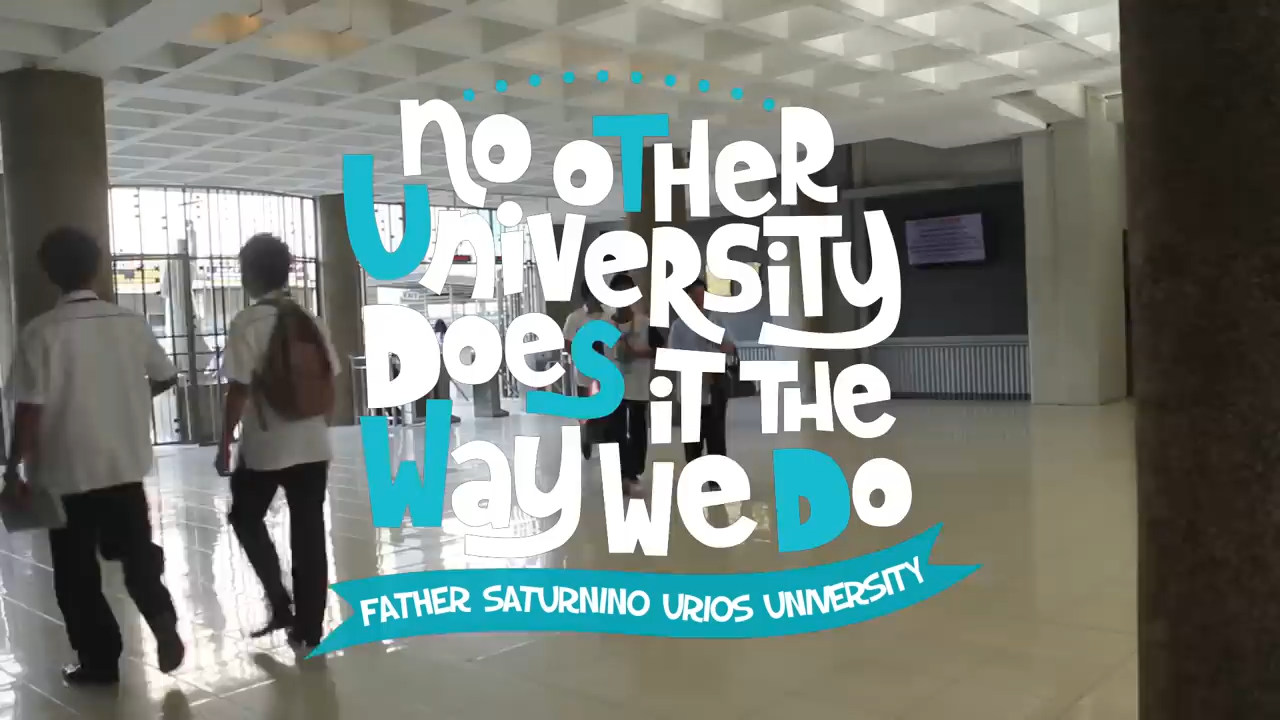 no oTHer
UniverSiTy
DoeS iT THe
Way We Do
FATHER SATURNINO URIOS UNIVERSITY